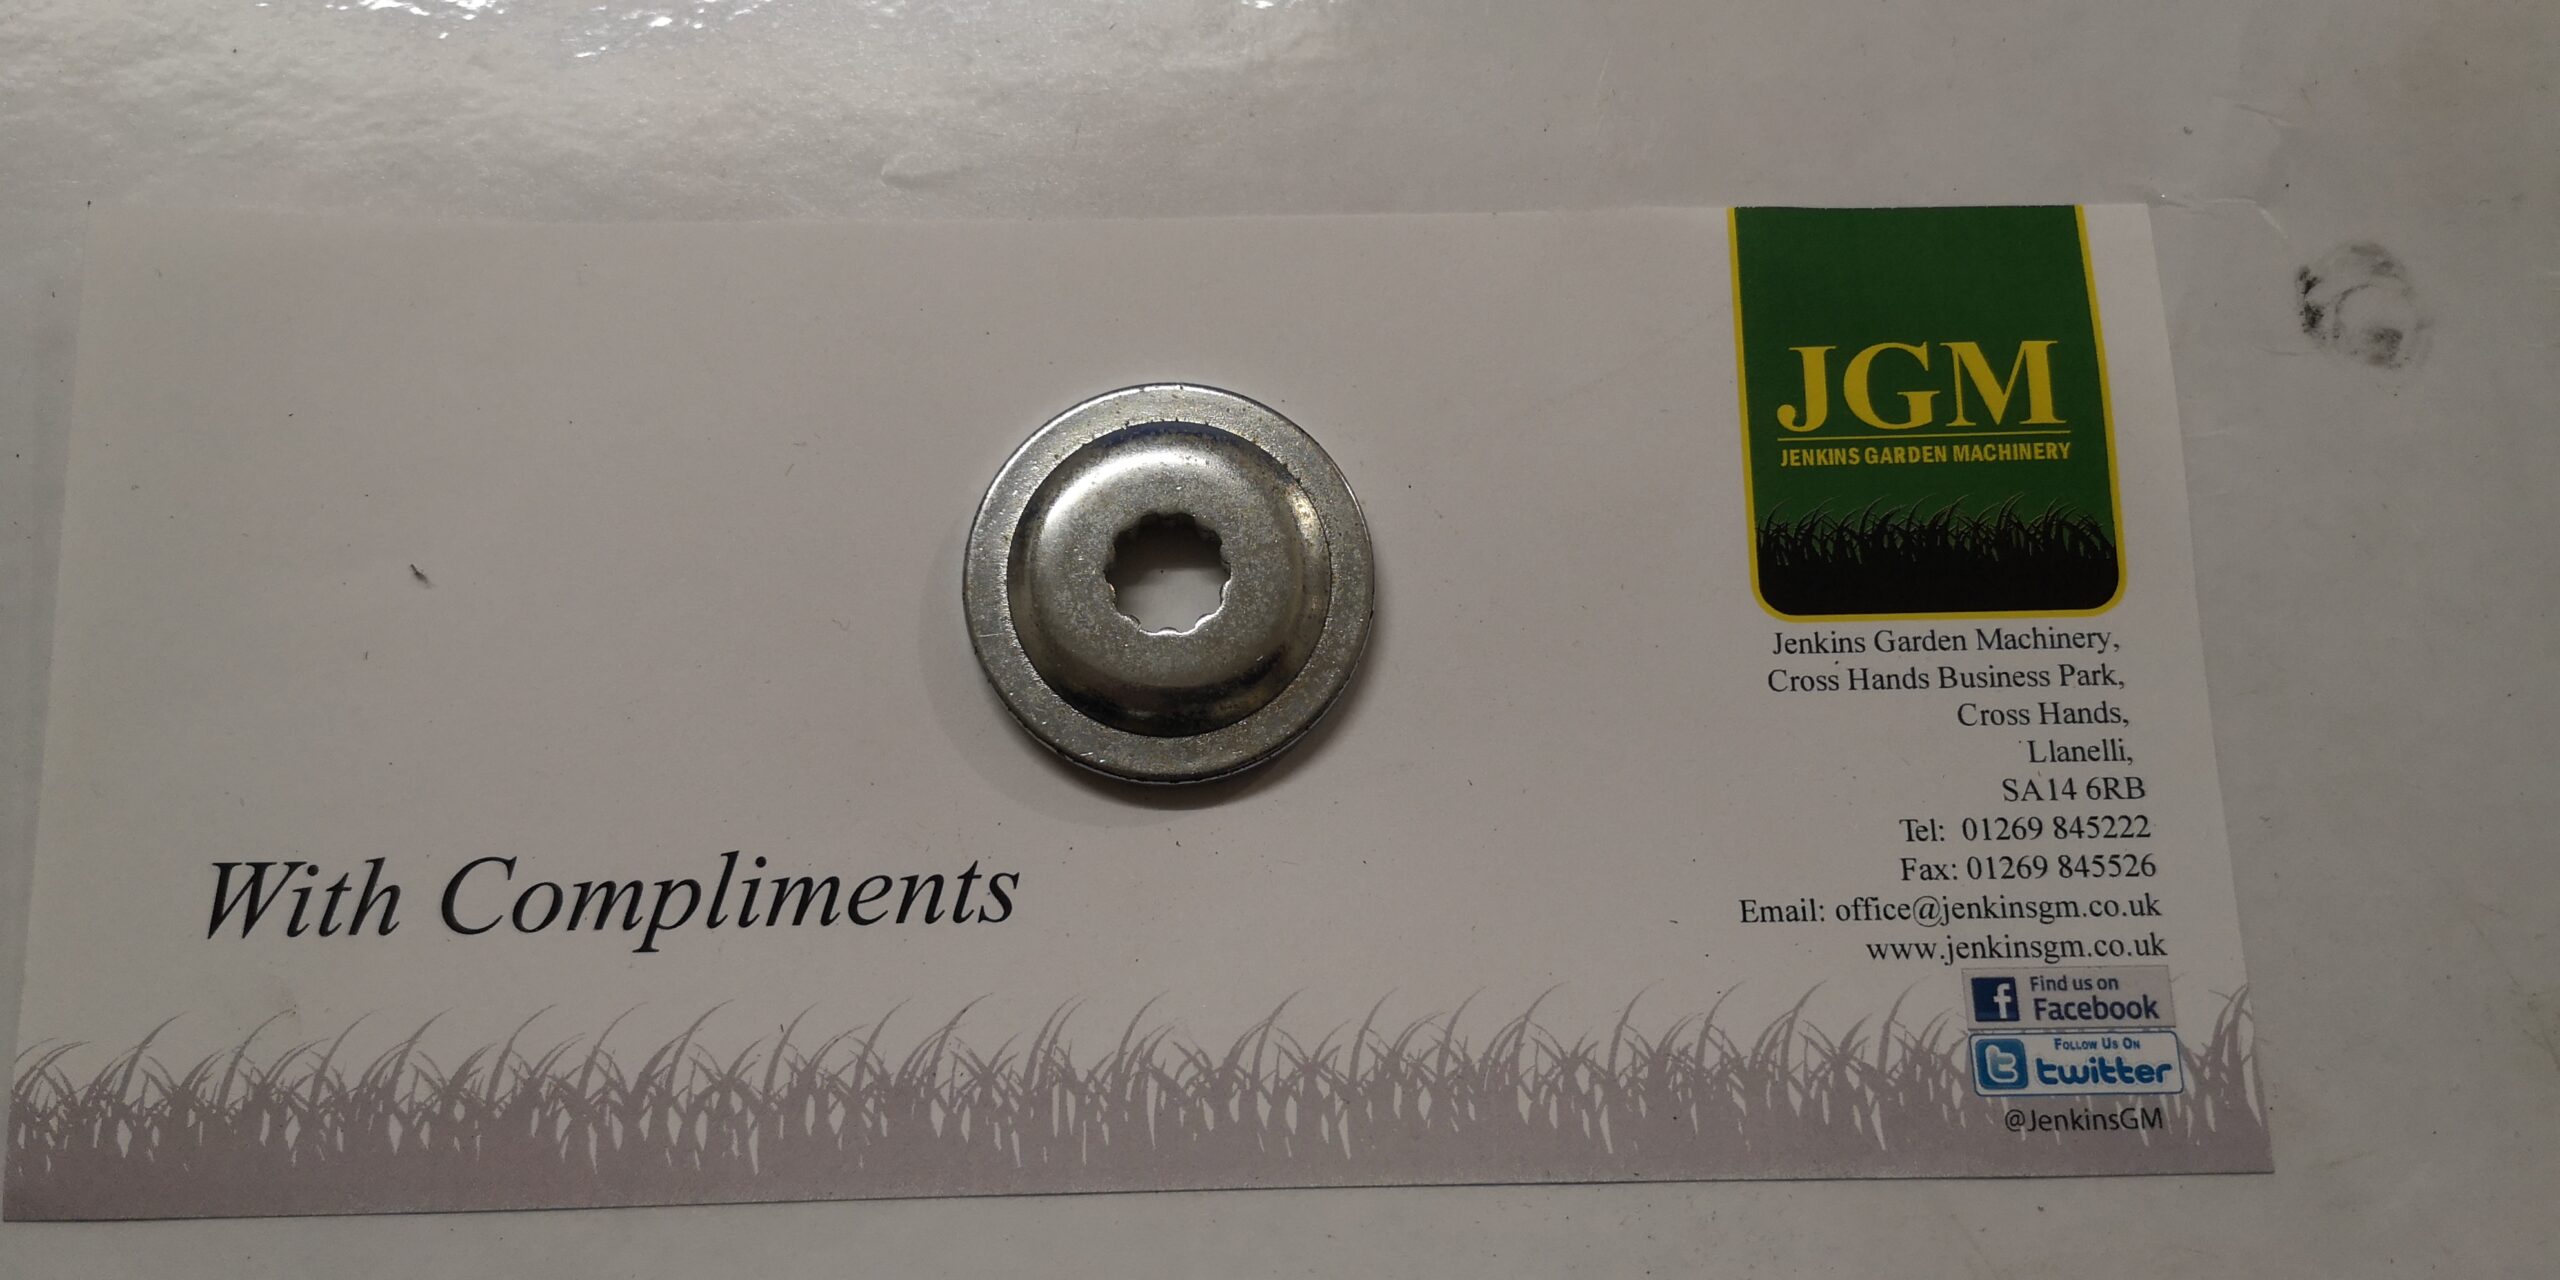 JGM
JENKINS GARDEN MACHINERY
Jenkins Garden Machinery,
Cross Hands Business Park,
Cross Hands,
Llanelli,
SA14 6RB
Tel: 01269 845222
Fax: 01269 845526
Email: office@jenkinsgm.co.uk
www.jenkinsgm.co.uk
With Compliments
f Find us on
Facebook
Follow Us On
twitter
@JenkinsGM